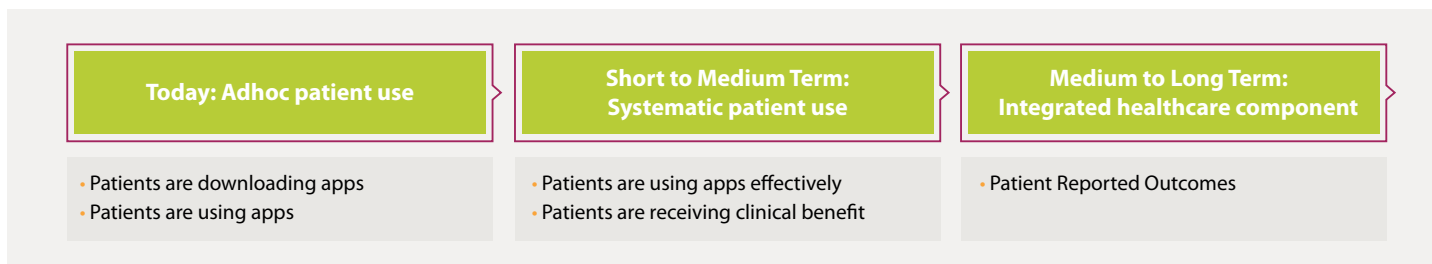 Today: Adhoc patient use
• Patients are downloading apps
• Patients are using apps
Short to Medium Term:
Systematic patient use
• Patients are using apps effectively
• Patients are receiving clinical benefit
Medium to Long Term:
Integrated healthcare component
• Patient Reported Outcomes